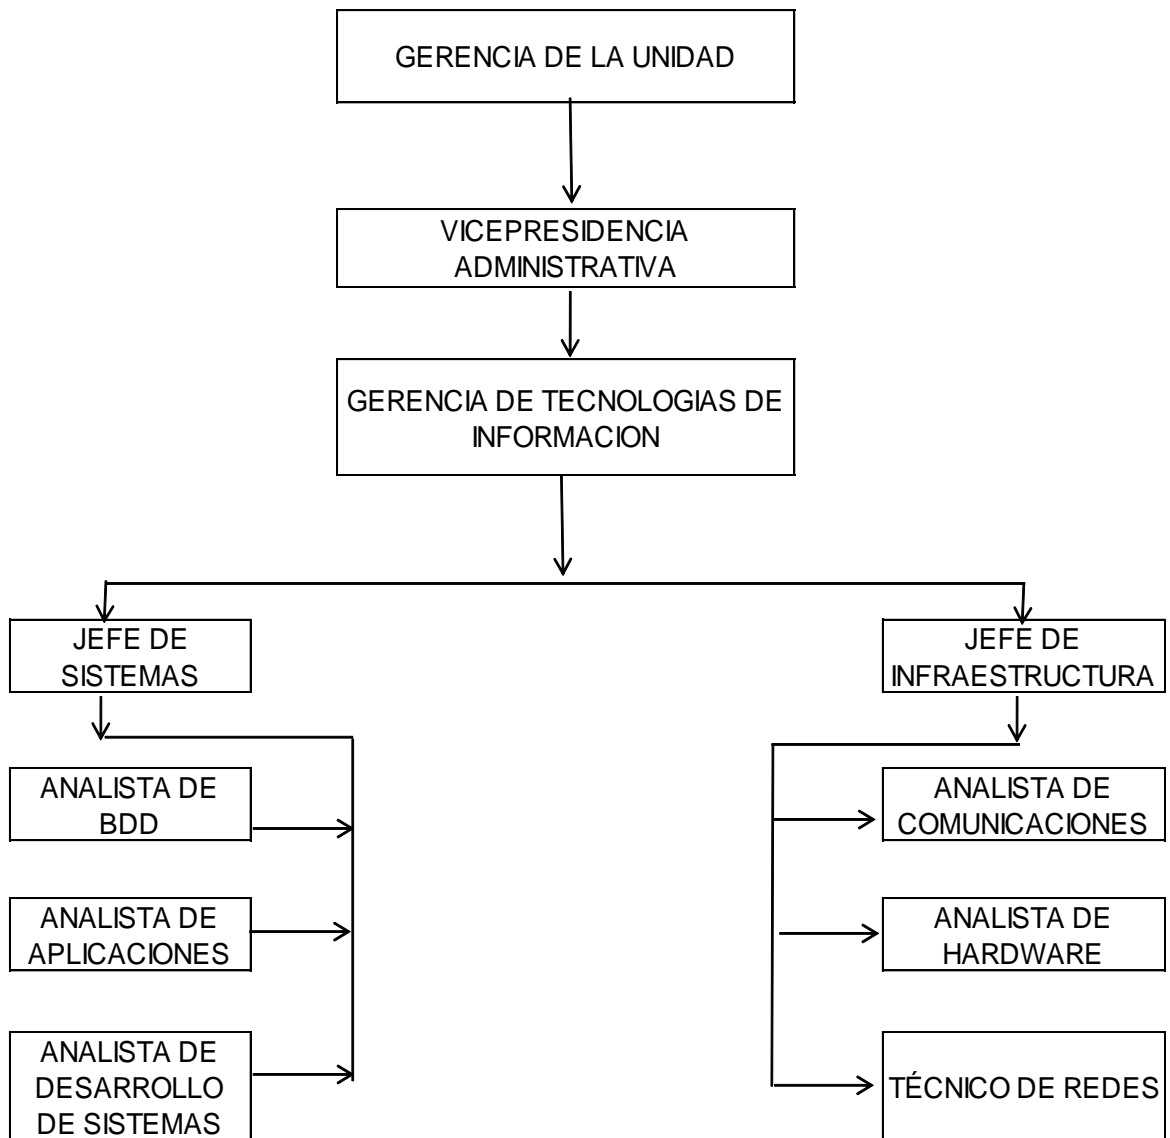 GERENCIA DE LA UNIDAD
VICEPRESIDENCIA
ADMINISTRATIVA
GERENCIA DE TECNOLOGIAS DE
INFORMACION
JEFE DE
SISTEMAS
JEFE DE
INFRAESTRUCTURA
ANALISTA DE
BDD
ANALISTA DE
COMUNICACIONES
ANALISTA DE
APLICACIONES
ANALISTA DE
HARDWARE
ANALISTA DE
DESARROLLO
DE SISTEMAS
TÉCNICO DE REDES